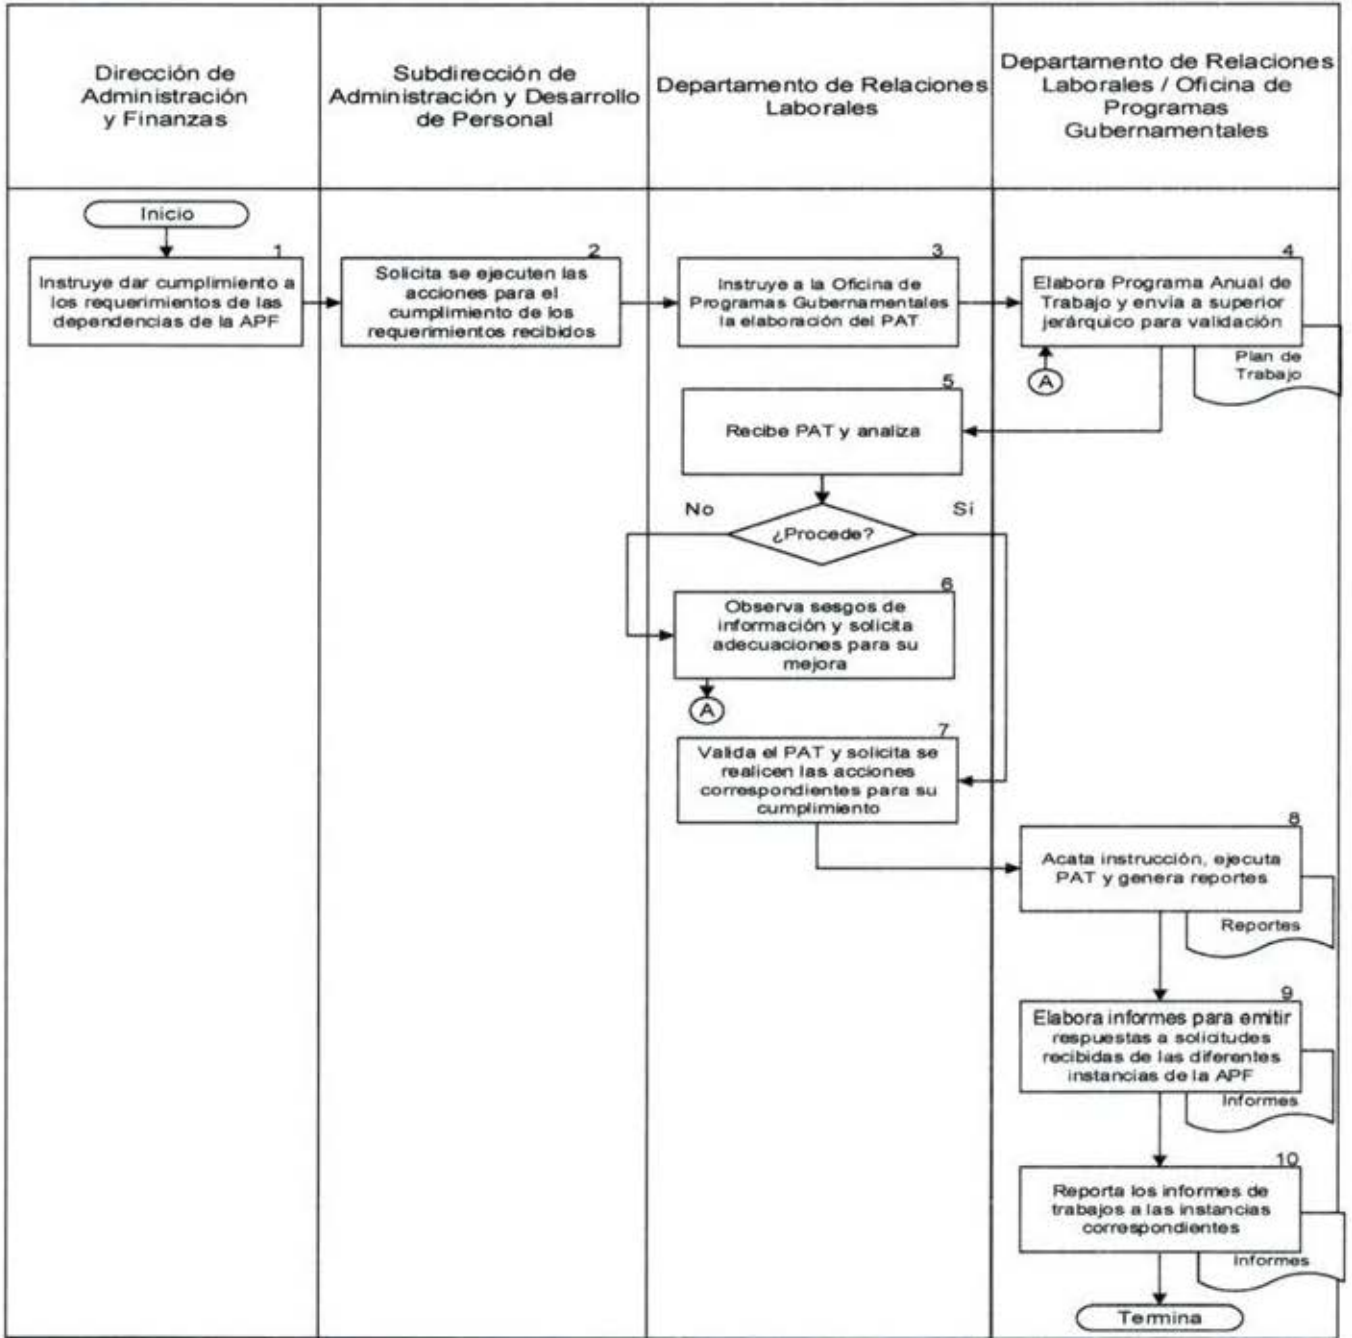 Dirección de
Administración
y Finanzas
Subdirección de
Administración y Desarrollo
de Personal
Departamento de Relaciones
Laborales
Departamento de Relaciones
Laborales / Oficina de
Programas
Gubernamentales
Inicio
1
Instruye dar cumplimiento a
los requerimientos de las
dependencias de la APF
2
Solicita se ejecuten las
acciones para el
cumplimiento de los
requerimientos recibidos
3
Instruye a la Oficina de
Programas Gubernamentales
la elaboración del PAT
4
Elabora Programa Anual de
Trabajo y envía a superior
jerárquico para validación
Plan de
Trabajo
A
5
Recibe PAT y analiza
No
Sí
¿Procede?
6
Observa sesgos de
información y solicita
adecuaciones para su
mejora
A
7
Valida el PAT y solicita se
realicen las acciones
correspondientes para su
cumplimiento
8
Acata instrucción, ejecuta
PAT y genera reportes
Reportes
9
Elabora informes para emitir
respuestas a solicitudes
recibidas de las diferentes
instancias de la APF
Informes
10
Reporta los informes de
trabajos a las instancias
correspondientes
Informes
Termina